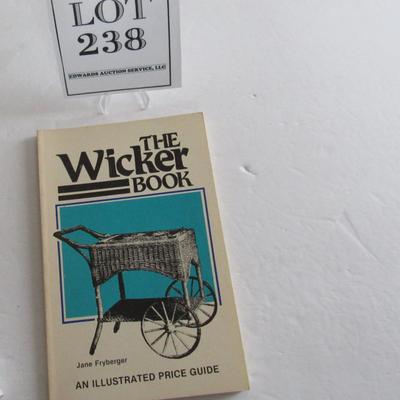 LOT
238
EDWARDS AUCTION SERVICE, LLC
THE
Wicker
BOOK
Jane Fryberger
AN ILLUSTRATED PRICE GUIDE